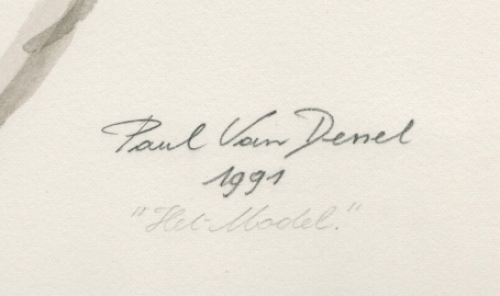 Paul Van Dessel
1991
"Het Model."